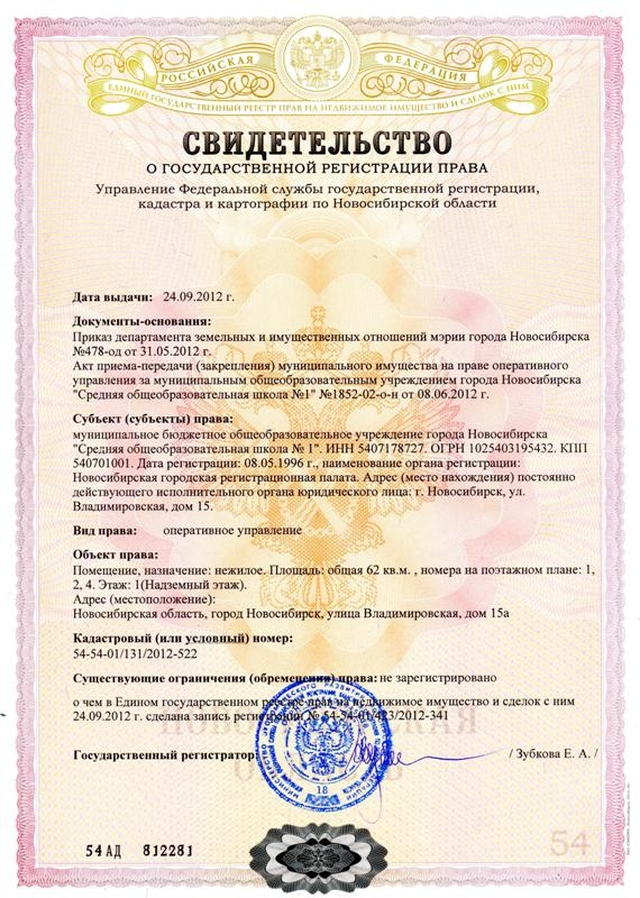 РОССИЙСКАЯ ФЕДЕРАЦИЯ
ЕДИНЫЙ ГОСУДАРСТВЕННЫЙ РЕЕСТР ПРАВ НА НЕДВИЖИМОЕ ИМУЩЕСТВО И СДЕЛОК С НИМ
СВИДЕТЕЛЬСТВО
О ГОСУДАРСТВЕННОЙ РЕГИСТРАЦИИ ПРАВА
Управление Федеральной службы государственной регистрации,
кадастра и картографии по Новосибирской области
Дата выдачи: 24.09.2012 г.
Документы-основания:
Приказ департамента земельных и имущественных отношений мэрии города Новосибирска
№478-од от 31.05.2012 г.
Акт приема-передачи (закрепления) муниципального имущества на праве оперативного
управления за муниципальным общеобразовательным учреждением города Новосибирска
"Средняя общеобразовательная школа №1" №1852-02-о-н от 08.06.2012 г.
Субъект (субъекты) права:
муниципальное бюджетное общеобразовательное учреждение города Новосибирска
"Средняя общеобразовательная школа № 1". ИНН 5407178727. ОГРН 1025403195432. КПП
540701001. Дата регистрации: 08.05.1996 г., наименование органа регистрации:
Новосибирская городская регистрационная палата. Адрес (место нахождения) постоянно
действующего исполнительного органа юридического лица: г. Новосибирск, ул.
Владимировская, дом 15.
Вид права: оперативное управление
Объект права:
Помещение, назначение: нежилое. Площадь: общая 62 кв.м. , номера на поэтажном плане: 1,
2, 4. Этаж: 1(Надземный этаж).
Адрес (местоположение):
Новосибирская область, город Новосибирск, улица Владимировская, дом 15а
Кадастровый (или условный) номер:
54-54-01/131/2012-522
Существующие ограничения (обременения) права: не зарегистрировано
о чем в Едином государственном реестре прав на недвижимое имущество и сделок с ним
24.09.2012 г. сделана запись регистрации № 54-54-01/423/2012-341
Государственный регистратор: / Зубкова Е. А. /
18
54 АД 812281
54